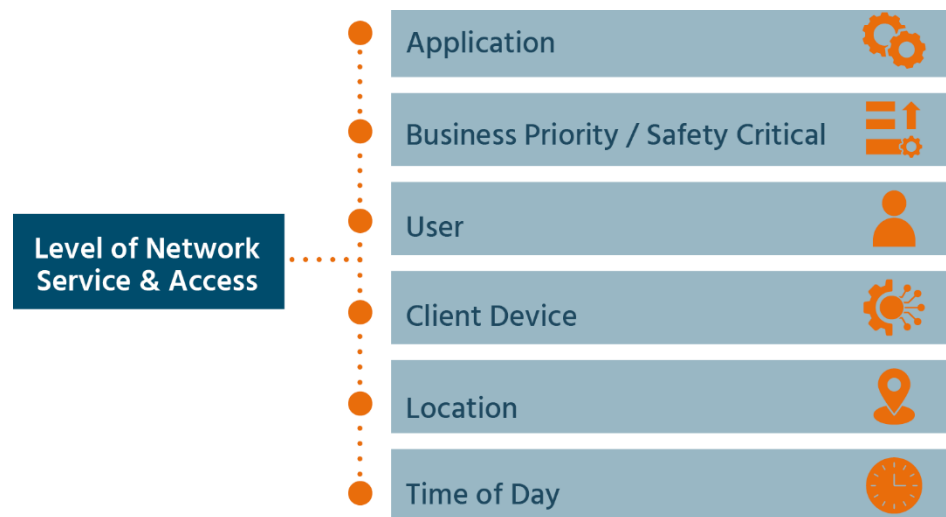 Application
Business Priority / Safety Critical
User
Level of Network
Service & Access
Client Device
Location
Time of Day